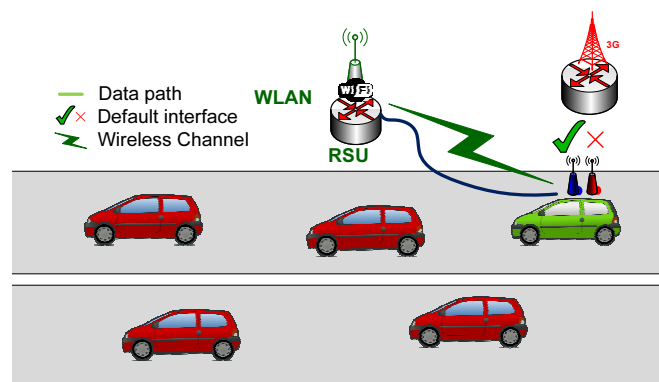 3G
Wi Fi
WLAN
RSU
Data path
Default interface
Wireless Channel